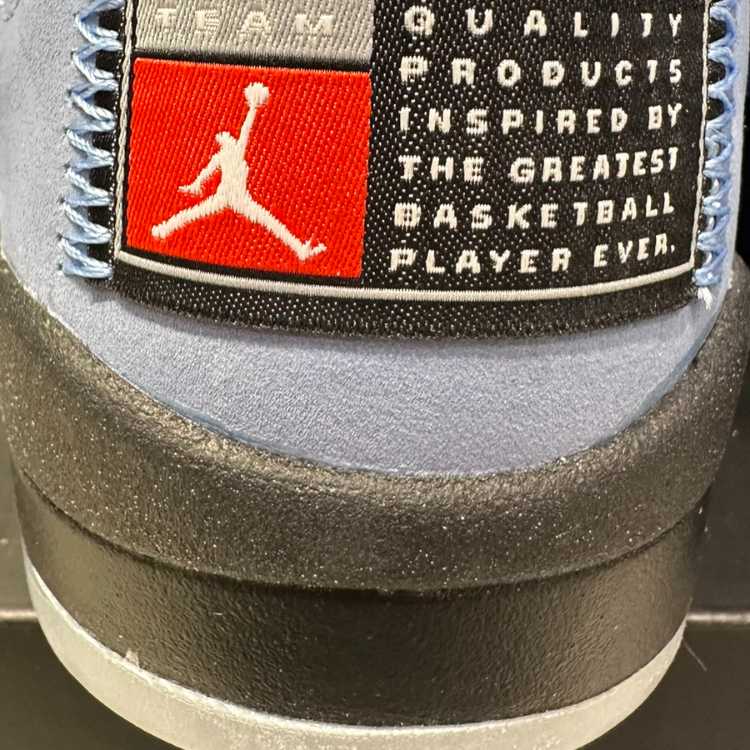 TEAM
QUALITY
PRODUCTS
INSPIRED BY
THE GREATEST
BASKETBALL
PLAYER EVER.